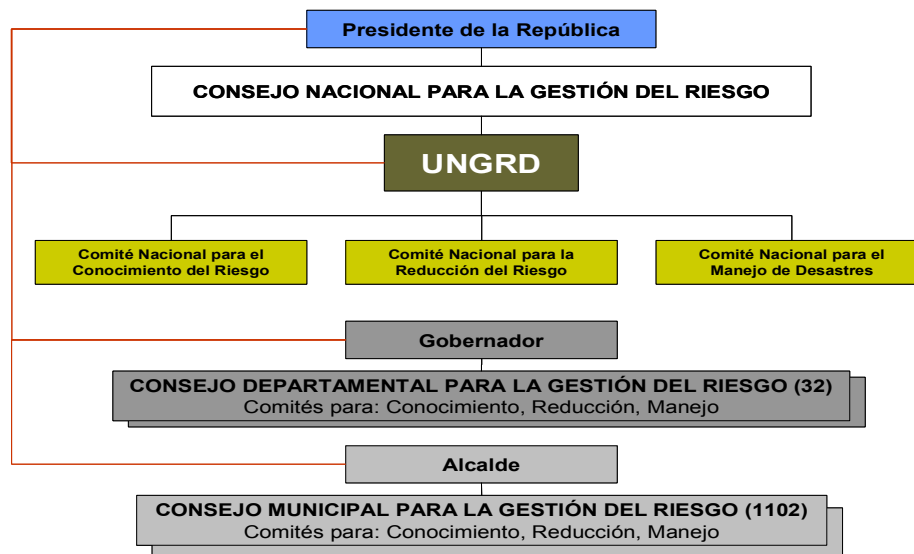 Presidente de la República
CONSEJO NACIONAL PARA LA GESTIÓN DEL RIESGO
UNGRD
Comité Nacional para el
Conocimiento del Riesgo
Comité Nacional para la
Reducción del Riesgo
Comité Nacional para el
Manejo de Desastres
Gobernador
CONSEJO DEPARTAMENTAL PARA LA GESTIÓN DEL RIESGO (32)
Comités para: Conocimiento, Reducción, Manejo
Alcalde
CONSEJO MUNICIPAL PARA LA GESTIÓN DEL RIESGO (1102)
Comités para: Conocimiento, Reducción, Manejo